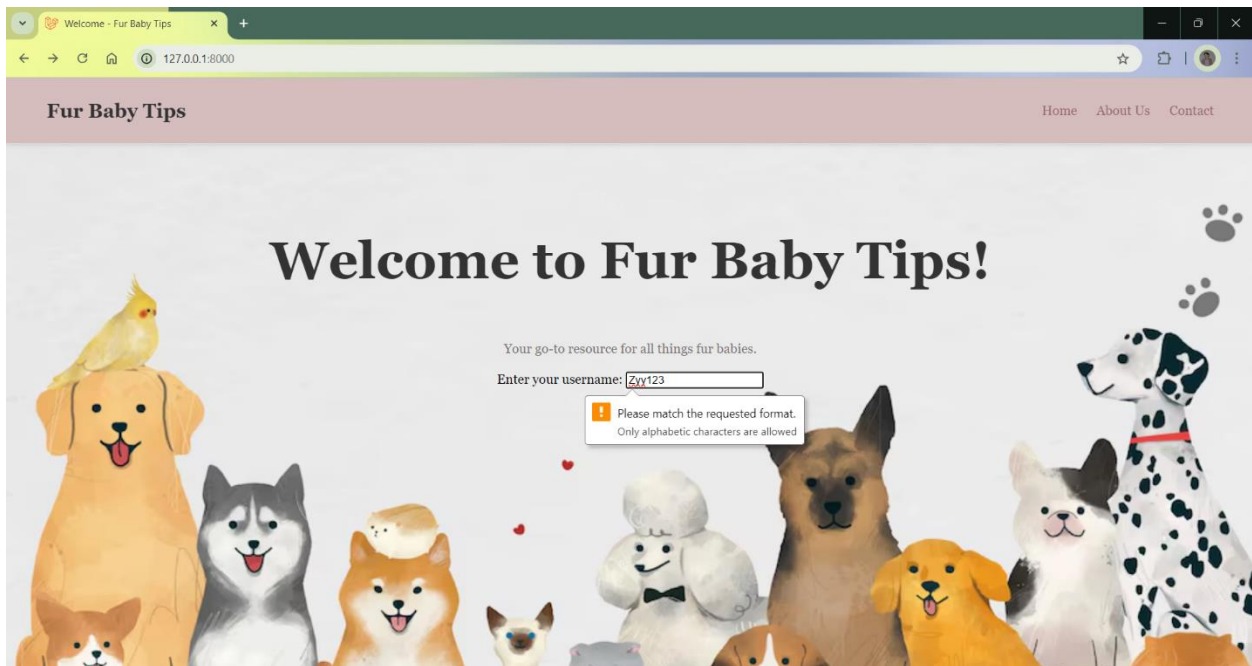 Welcome - Fur Baby Tips
127.0.0.1:8000
Fur Baby Tips
Home About Us Contact
Welcome to Fur Baby Tips!
Your go-to resource for all things fur babies.
Enter your username: Zyy123
Please match the requested format.
Only alphabetic characters are allowed